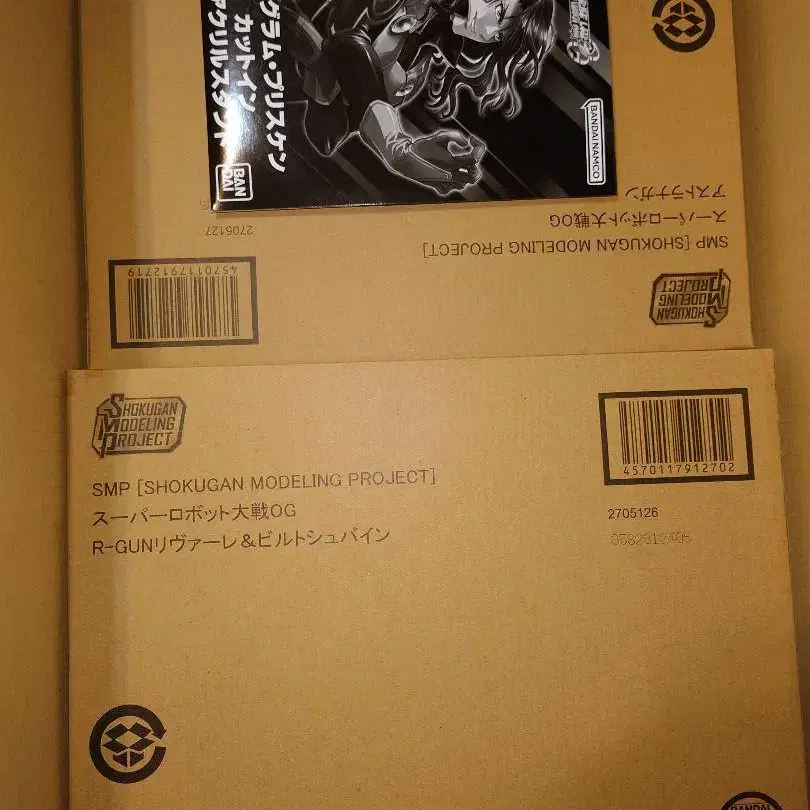 グラム・プリスケン
カットイン
アクリルスタンド
BAN
DAI
BANDAI NAMCO
アストラナガン
スーパーロボット大戦OG
SMP [SHOKUGAN MODELING PROJECT]
2705127
4570117912719
SHOKUGAN
MODELING
PROJECT
SHOKUGAN
MODELING
PROJECT
SMP [SHOKUGAN MODELING PROJECT]
スーパーロボット大戦OG
R-GUNリヴァーレ&ビルトシュバイン
4570117912702
2705126
BANDAI